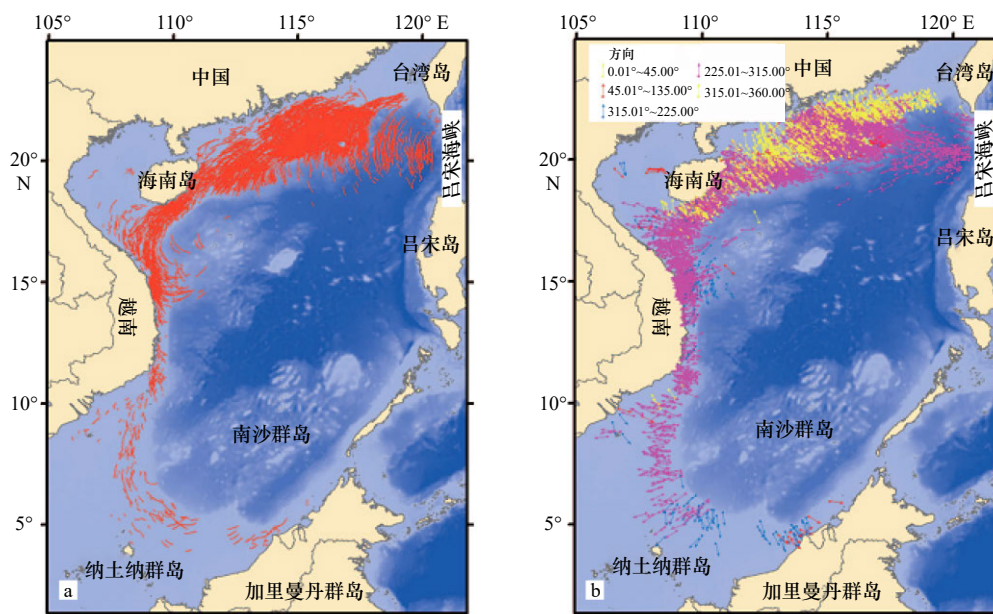 105° 110° 115° 120° E
中国
台湾岛
20°
N
吕宋海峡
海南岛
吕宋岛
15°
越南
10°
南沙群岛
5°
纳土纳群岛
a
加里曼丹群岛
105° 110° 115° 120° E
方向
0.01°~45.00° 225.01~315.00°
45.01°~135.00° 315.01~360.00°
315.01°~225.00°
中国
台湾岛
20°
N
吕宋海峡
海南岛
吕宋岛
15°
越南
10°
南沙群岛
5°
纳土纳群岛
b
加里曼丹群岛